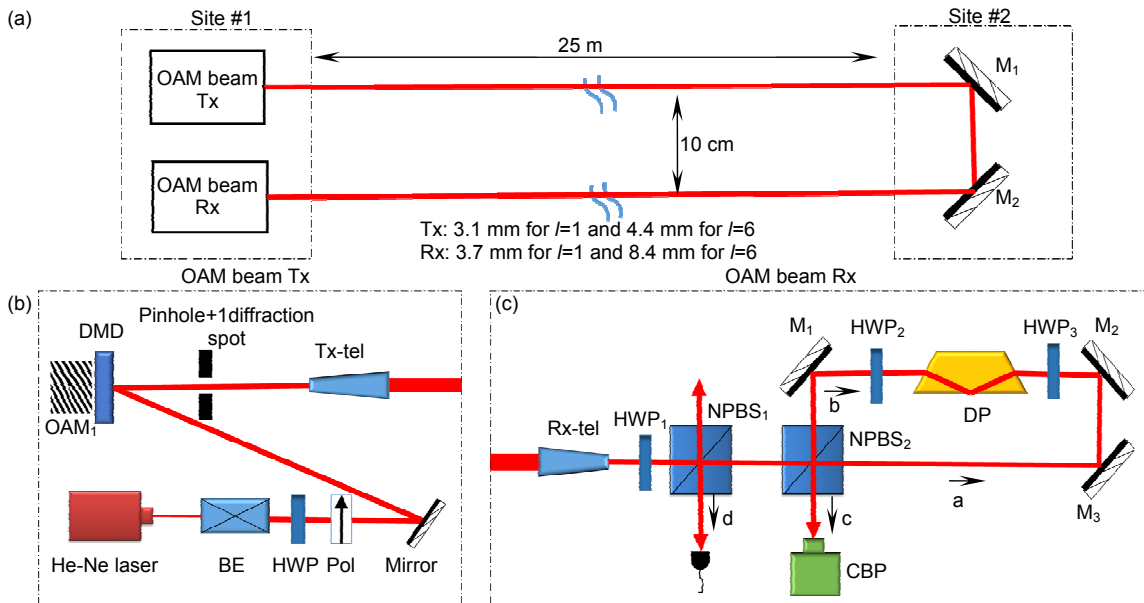 (a)
Site #1
Site #2
25 m
OAM beam
Tx
M1
10 cm
OAM beam
Rx
M2
Tx: 3.1 mm for l=1 and 4.4 mm for l=6
Rx: 3.7 mm for l=1 and 8.4 mm for l=6
OAM beam Tx
OAM beam Rx
(b)
DMD
Pinhole+1diffraction
spot
Tx-tel
OAM1
He-Ne laser
BE
HWP
Pol
Mirror
(c)
M1
HWP2
HWP3
M2
b
DP
Rx-tel
HWP1
NPBS1
NPBS2
a
M3
d
c
CBP